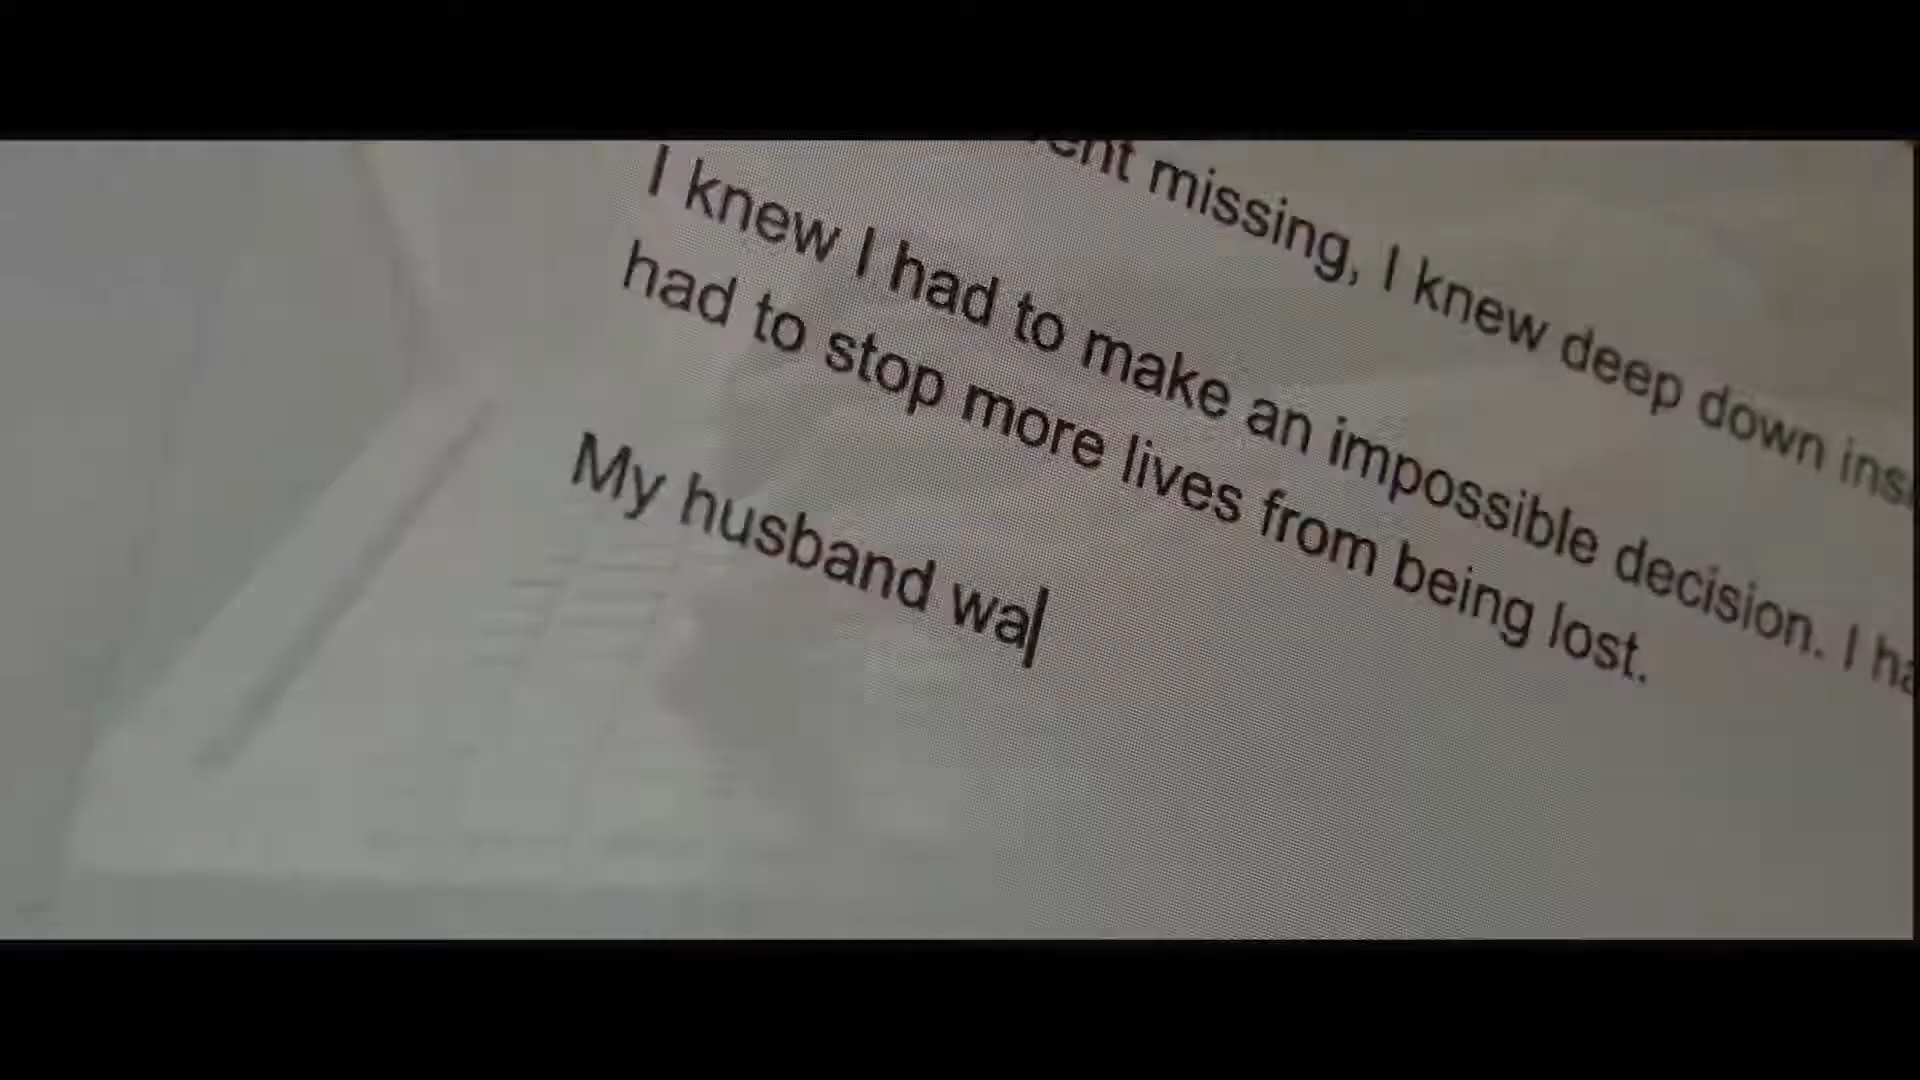 missing, I knew deep down
I knew I had to make an impossible decision. I
had to stop more lives from being lost.
My husband wa